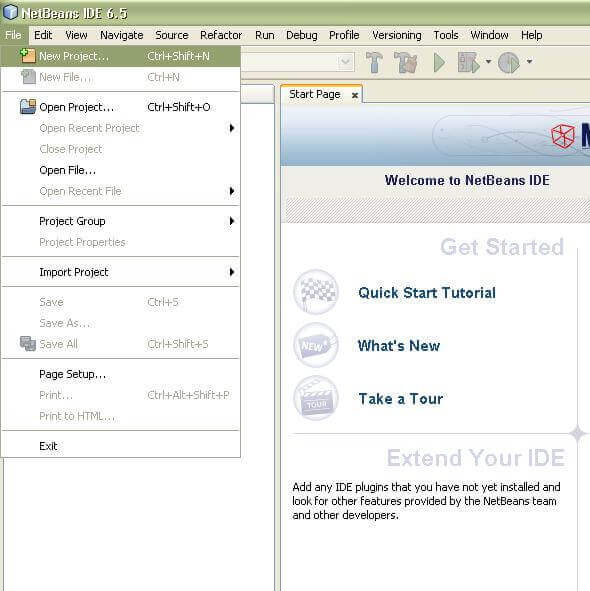 NetBeans IDE 6.5
File Edit View Navigate Source Refactor Run Debug Profile Versioning Tools Window Help
New Project... Ctrl+Shift+N
New File... Ctrl+N
Open Project... Ctrl+Shift+O
Open Recent Project
Close Project
Open File...
Open Recent File
Project Group
Project Properties
Import Project
Save Ctrl+S
Save As...
Save All Ctrl+Shift+S
Page Setup...
Print... Ctrl+Alt+Shift+P
Print to HTML...
Exit
Start Page
Welcome to NetBeans IDE
Get Started
Quick Start Tutorial
NEW
What's New
TOUR
Take a Tour
Extend Your IDE
Add any IDE plugins that you have not yet installed and
look for other features provided by the NetBeans team
and other developers.